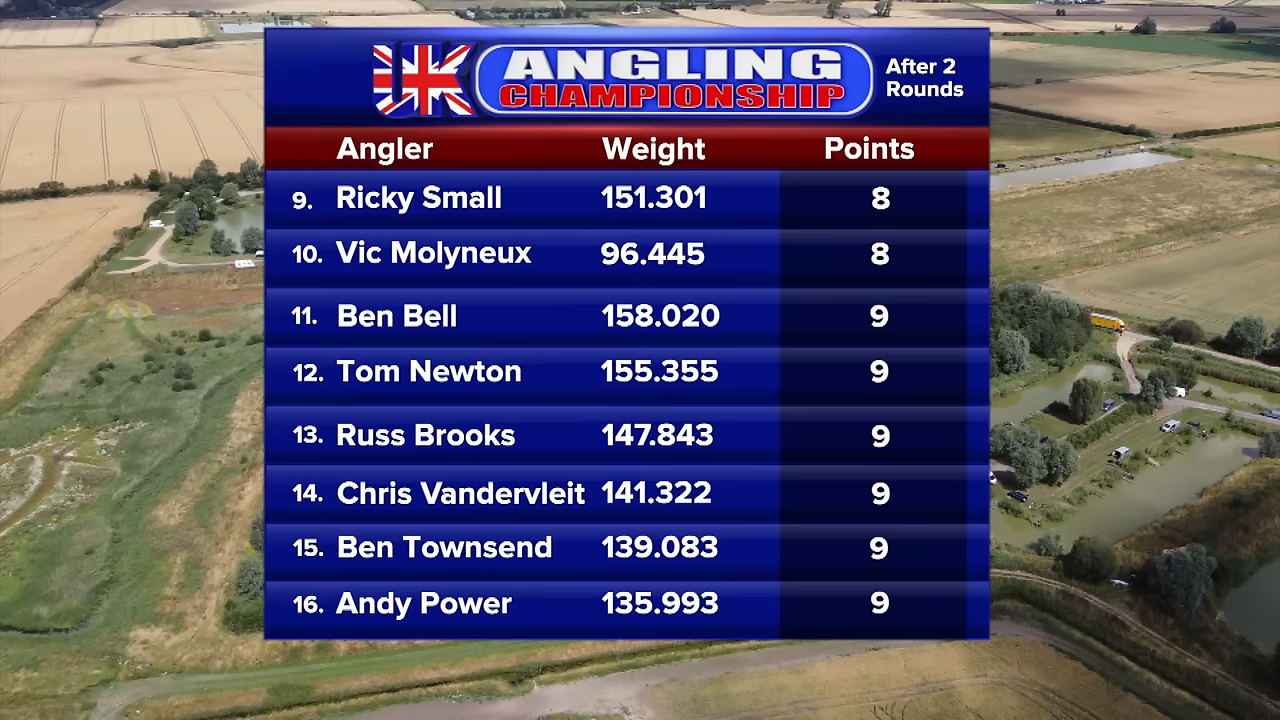 UK ANGLING CHAMPIONSHIP After 2 Rounds
Angler Weight Points
9. Ricky Small 151.301 8
10. Vic Molyneux 96.445 8
11. Ben Bell 158.020 9
12. Tom Newton 155.355 9
13. Russ Brooks 147.843 9
14. Chris Vandervleit 141.322 9
15. Ben Townsend 139.083 9
16. Andy Power 135.993 9